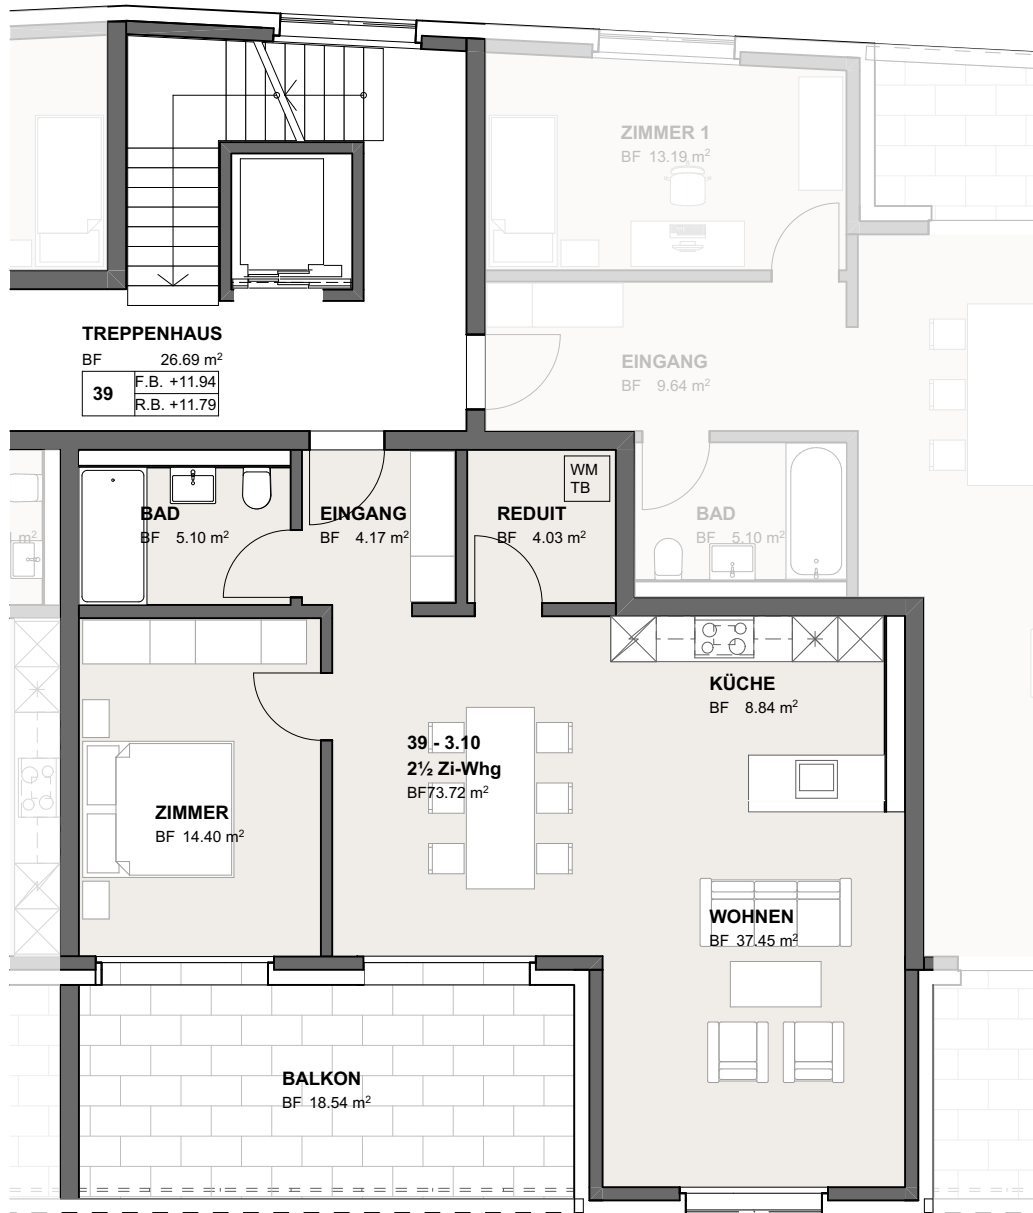 ZIMMER 1
BF 13.19 m²
TREPPENHAUS
BF 26.69 m²
39
F.B. +11.94
R.B. +11.79
EINGANG
BF 9.64 m²
WM
TB
BAD
BF 5.10 m²
EINGANG
BF 4.17 m²
REDUIT
BF 4.03 m²
BAD
BF 5.10 m²
m²
KÜCHE
BF 8.84 m²
39 - 3.10
2½ Zi-Whg
BF73.72 m²
ZIMMER
BF 14.40 m²
WOHNEN
BF 37.45 m²
BALKON
BF 18.54 m²